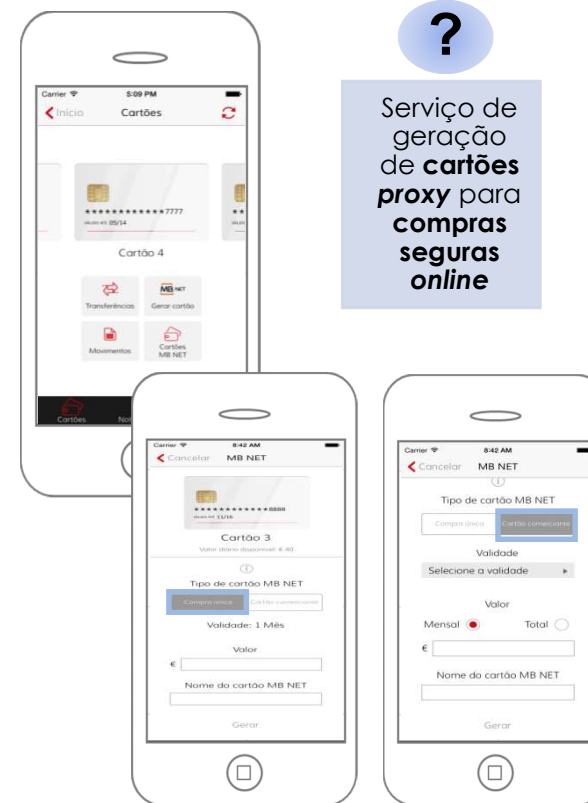 ?
Serviço de
geração
de cartões
proxy para
compras
seguras
online
Carrier 5:09 PM
Início Cartões
************7777
05/14
Cartão 4
Transferências
MB NET
Gerar cartão
Movimentos
Cartões
MB NET
Cartões
Carrier 8:42 AM
Cancelar MB NET
************8888
11/16
Cartão 3
Valor diário disponível: € 40
Tipo de cartão MB NET
Compra única Cartão comerciante
Validade: 1 Mês
Valor
€
Nome do cartão MB NET
Gerar
Carrier 8:42 AM
Cancelar MB NET
Tipo de cartão MB NET
Compra única Cartão comerciante
Validade
Selecione a validade
Valor
Mensal Total
€
Nome do cartão MB NET
Gerar